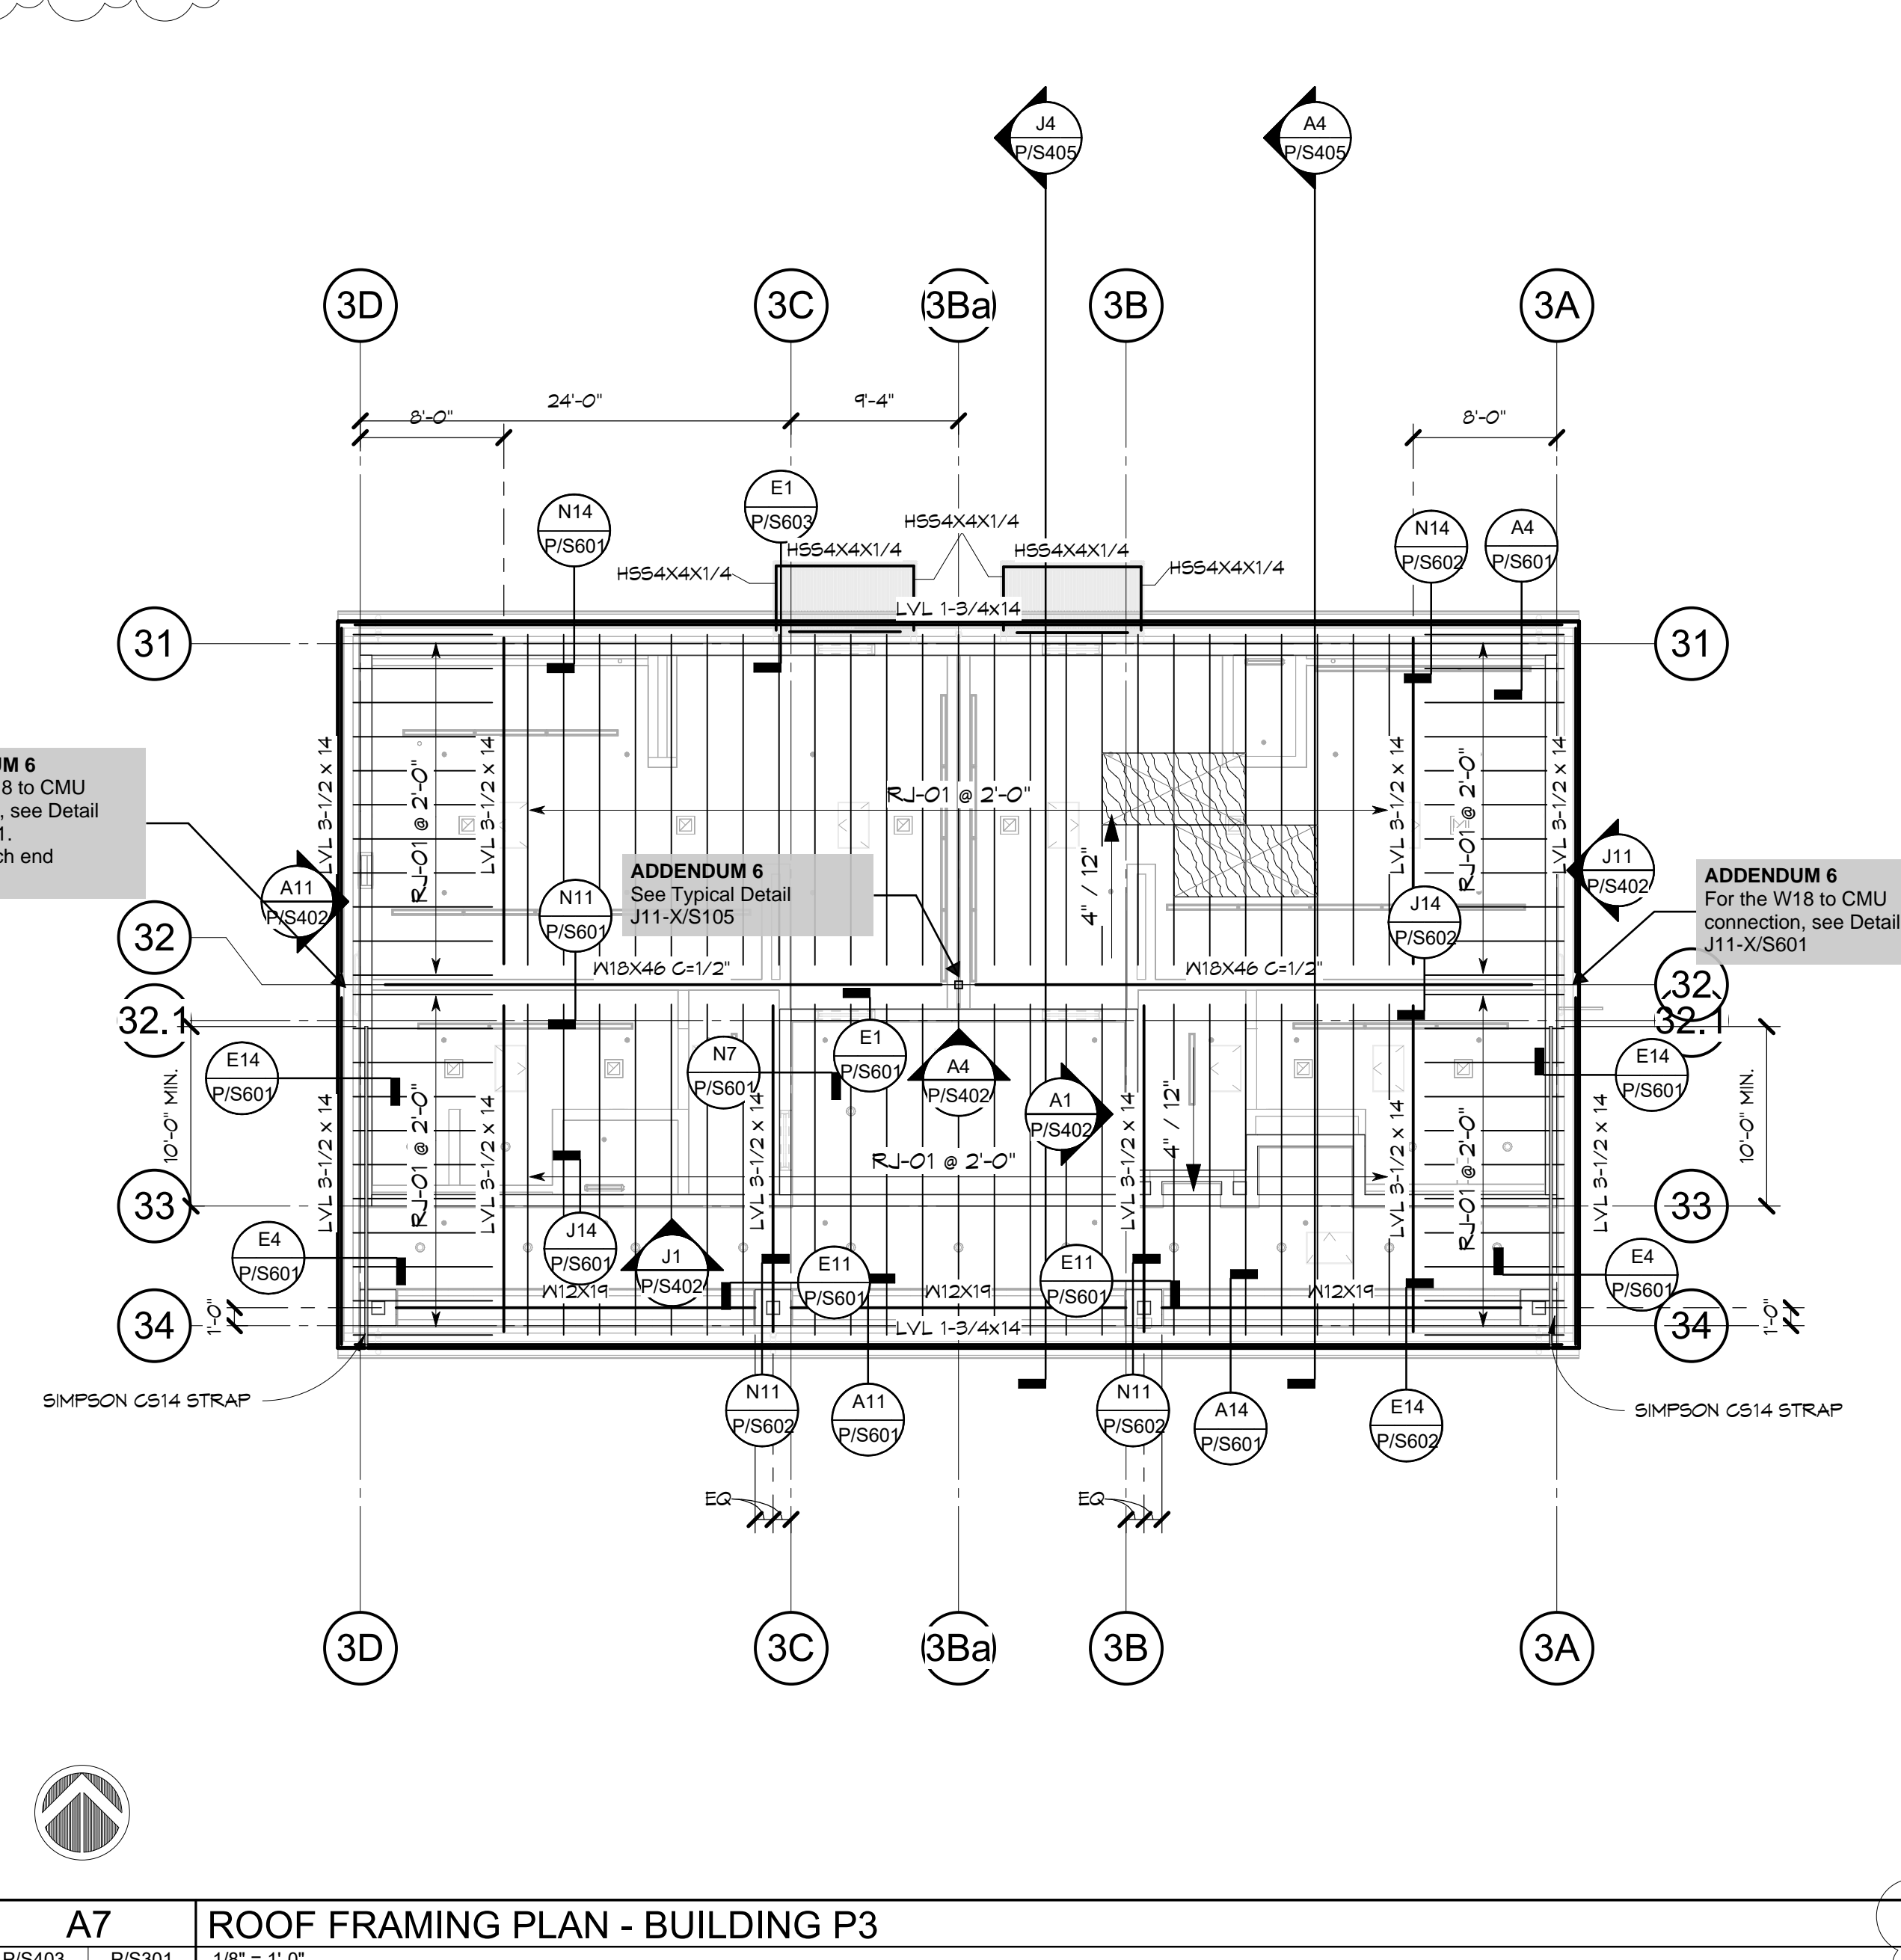 J4
P/S405
A4
P/S405
3D
3C
3Ba
3B
3A
24'-0"
9'-4"
8'-0"
8'-0"
N14
P/S601
E1
P/S603
HSS4X4X1/4
HSS4X4X1/4
HSS4X4X1/4
HSS4X4X1/4
HSS4X4X1/4
N14
P/S602
A4
P/S601
LVL 1-3/4x14
31
31
UM 6
8 to CMU
, see Detail
1.
ch end
LVL 3-1/2 x 14
RJ-01 @ 2'-0"
LVL 3-1/2 x 14
RJ-01 @ 2'-0"
LVL 3-1/2 x 14
RJ-01 @ 2'-0"
LVL 3-1/2 x 14
4" / 12"
A11
P/S402
N11
P/S601
ADDENDUM 6
See Typical Detail
J11-X/S105
J14
P/S602
J11
P/S402
ADDENDUM 6
For the W18 to CMU
connection, see Detail
J11-X/S601
32
32
W18X46 C=1/2"
W18X46 C=1/2"
32.1
32.1
E14
P/S601
N7
P/S601
E1
P/S601
A4
P/S402
A1
P/S402
E14
P/S601
10'-0" MIN.
LVL 3-1/2 x 14
RJ-01 @ 2'-0"
LVL 3-1/2 x 14
LVL 3-1/2 x 14
RJ-01 @ 2'-0"
LVL 3-1/2 x 14
4" / 12"
LVL 3-1/2 x 14
RJ-01 @ 2'-0"
LVL 3-1/2 x 14
10'-0" MIN.
33
33
E4
P/S601
J14
P/S601
J1
P/S402
E11
P/S601
E11
P/S601
E4
P/S601
W12X19
W12X19
W12X19
1'-0"
34
LVL 1-3/4x14
34
1'-0"
SIMPSON CS14 STRAP
SIMPSON CS14 STRAP
N11
P/S602
A11
P/S601
N11
P/S602
A14
P/S601
E14
P/S602
EQ
EQ
3D
3C
3Ba
3B
3A
A7
ROOF FRAMING PLAN - BUILDING P3
P/S403
P/S301
1/8" = 1'-0"